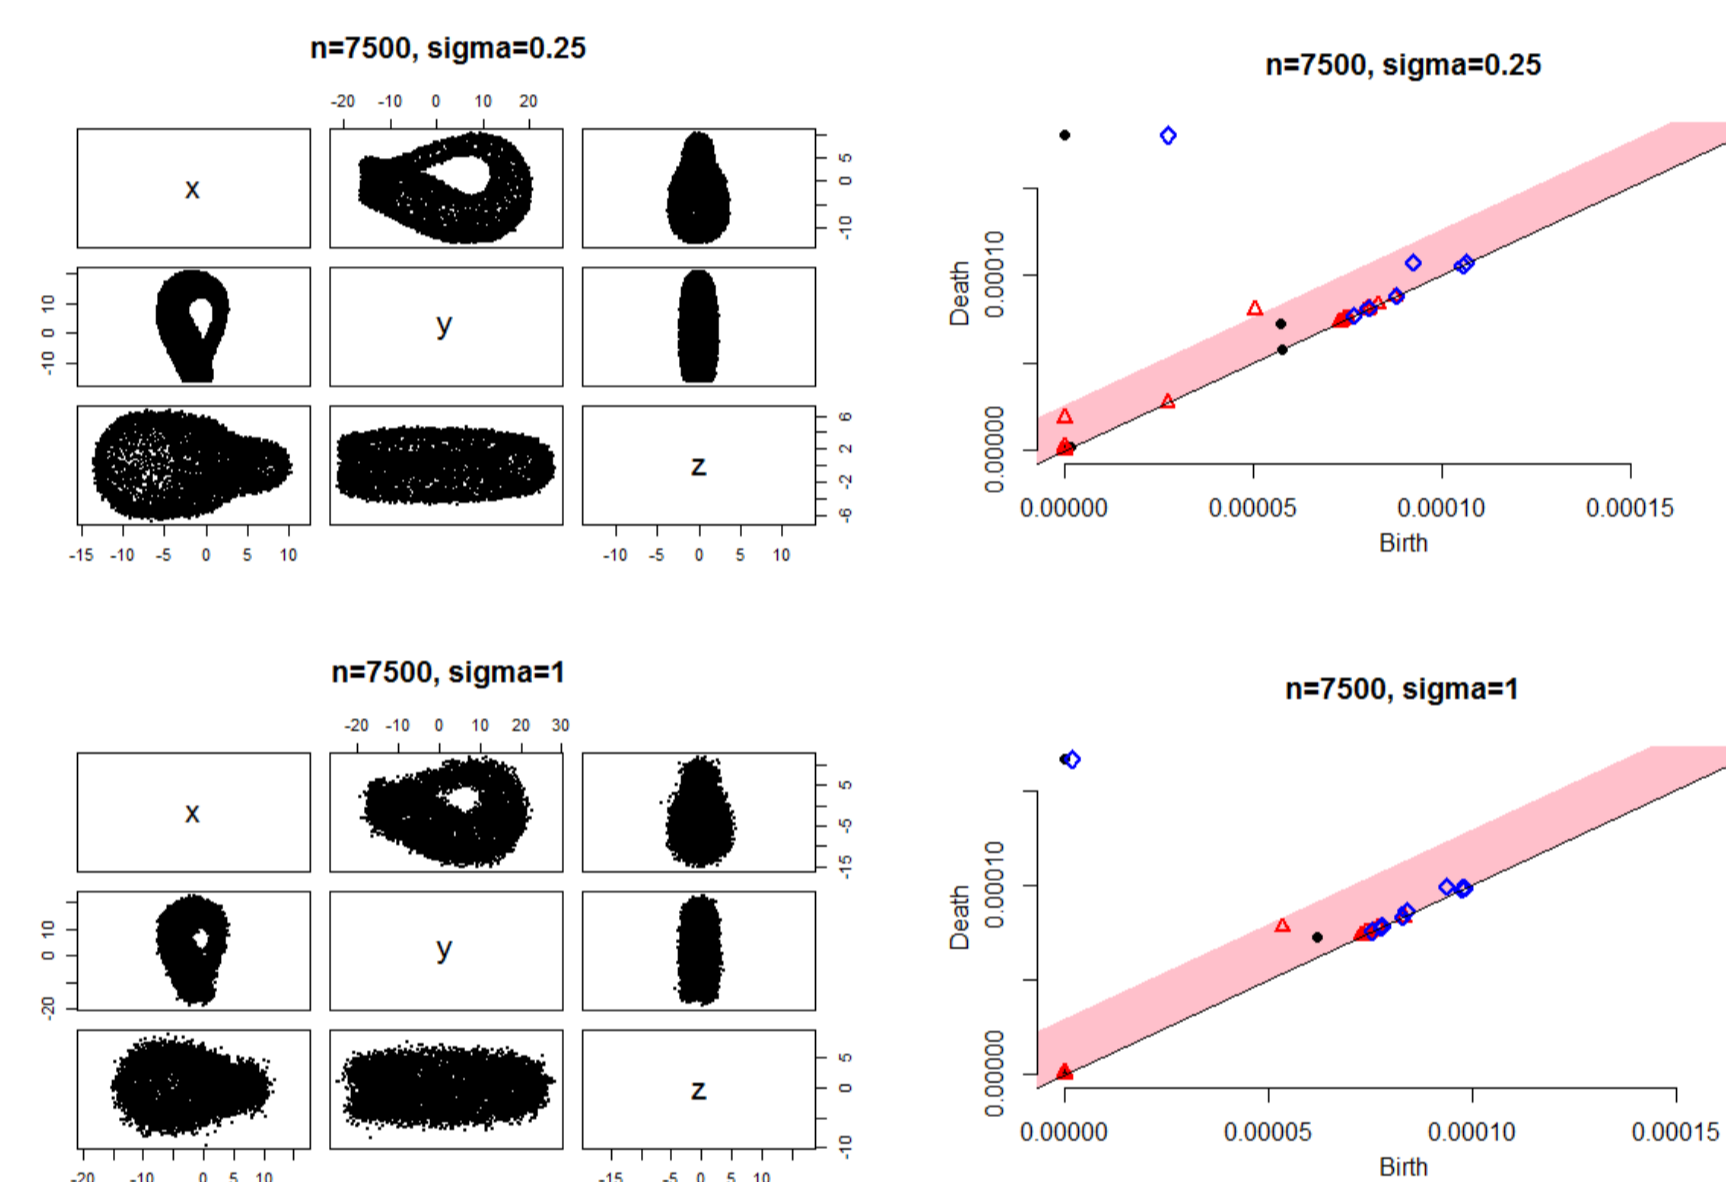 n=7500, sigma=0.25
-20 -10 0 10 20
x
5
0
-10
y
10
0
-10
z
6
2
-2
-6
-15 -10 -5 0 5 10
-10 -5 0 5 10
n=7500, sigma=0.25
Death
0.00010
0.00000
0.00000 0.00005 0.00010 0.00015
Birth
n=7500, sigma=1
-20 -10 0 10 20 30
x
5
-5
-15
y
10
0
-20
z
5
0
-10
-20 -10 0 5 10
-15 -5 0 5 10
n=7500, sigma=1
Death
0.00010
0.00000
0.00000 0.00005 0.00010 0.00015
Birth